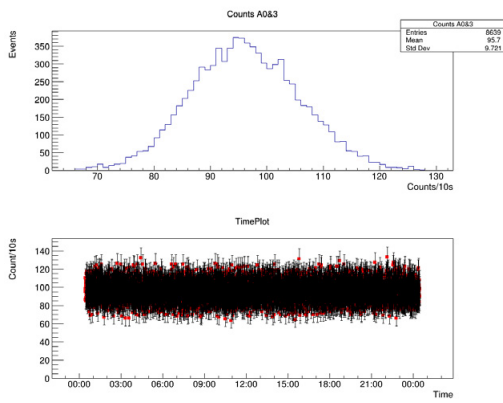 Counts A0&3
Counts A0&3
Entries 8639
Mean 95.7
Std Dev 9.721
Events
350
300
250
200
150
100
50
0
70 80 90 100 110 120 130
Counts/10s
TimePlot
Count/10s
140
120
100
80
60
40
20
0
00:00 03:00 06:00 09:00 12:00 15:00 18:00 21:00 00:00
Time